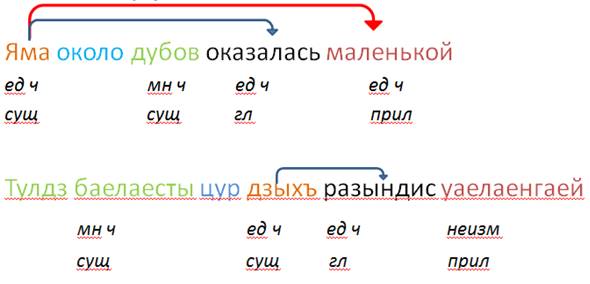 Яма около дубов оказалась маленькой
ед ч мн ч ед ч ед ч
сущ сущ гл прил
Тулдз баелаесты цур дзыхъ разындис уаелаенгаей
мн ч ед ч ед ч неизм
сущ сущ гл прил